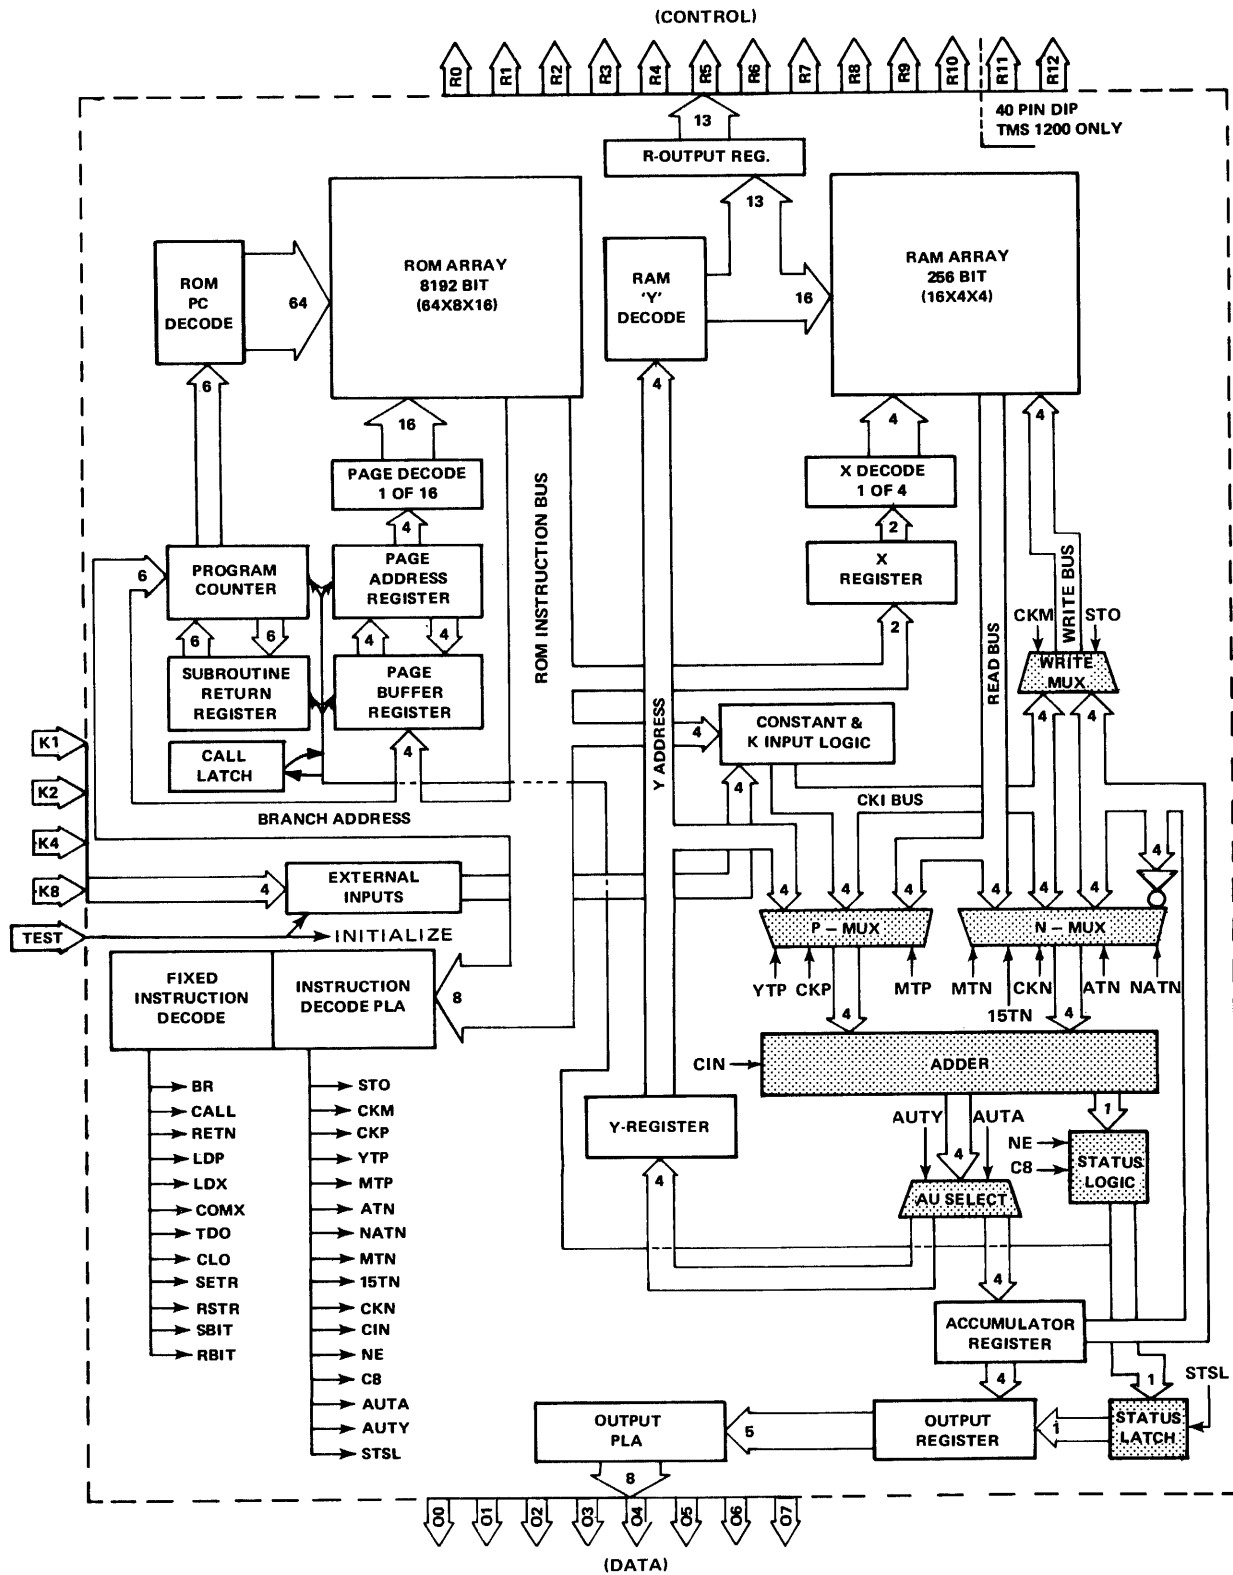 (CONTROL)
R0
R1
R2
R3
R4
R5
R6
R7
R8
R9
R10
R11
R12
40 PIN DIP
TMS 1200 ONLY
13
R-OUTPUT REG.
13
ROM
PC
DECODE
64
ROM ARRAY
8192 BIT
(64X8X16)
RAM
'Y'
DECODE
16
RAM ARRAY
256 BIT
(16X4X4)
6
16
4
4
4
PAGE DECODE
1 OF 16
X DECODE
1 OF 4
4
2
6
PROGRAM
COUNTER
PAGE
ADDRESS
REGISTER
X
REGISTER
ROM INSTRUCTION BUS
READ BUS
WRITE BUS
CKM
STO
6
6
4
4
2
SUBROUTINE
RETURN
REGISTER
PAGE
BUFFER
REGISTER
WRITE
MUX
4
4
K1
K2
K4
K8
CALL
LATCH
4
Y ADDRESS
4
CONSTANT &
K INPUT LOGIC
4
CKI BUS
BRANCH ADDRESS
4
EXTERNAL
INPUTS
4
4
4
4
4
4
4
TEST
INITIALIZE
P – MUX
N – MUX
YTP
CKP
MTP
MTN
15TN
CKN
ATN
NATN
FIXED
INSTRUCTION
DECODE
INSTRUCTION
DECODE PLA
8
4
4
CIN
ADDER
BR
CALL
RETN
LDP
LDX
COMX
TDO
CLO
SETR
RSTR
SBIT
RBIT
STO
CKM
CKP
YTP
MTP
ATN
NATN
MTN
15TN
CKN
CIN
NE
C8
AUTA
AUTY
STSL
Y-REGISTER
4
AUTY
AUTA
4
1
NE
C8
STATUS
LOGIC
AU SELECT
4
ACCUMULATOR
REGISTER
4
1
STSL
OUTPUT
PLA
5
OUTPUT
REGISTER
1
STATUS
LATCH
8
O0
O1
O2
O3
O4
O5
O6
O7
(DATA)